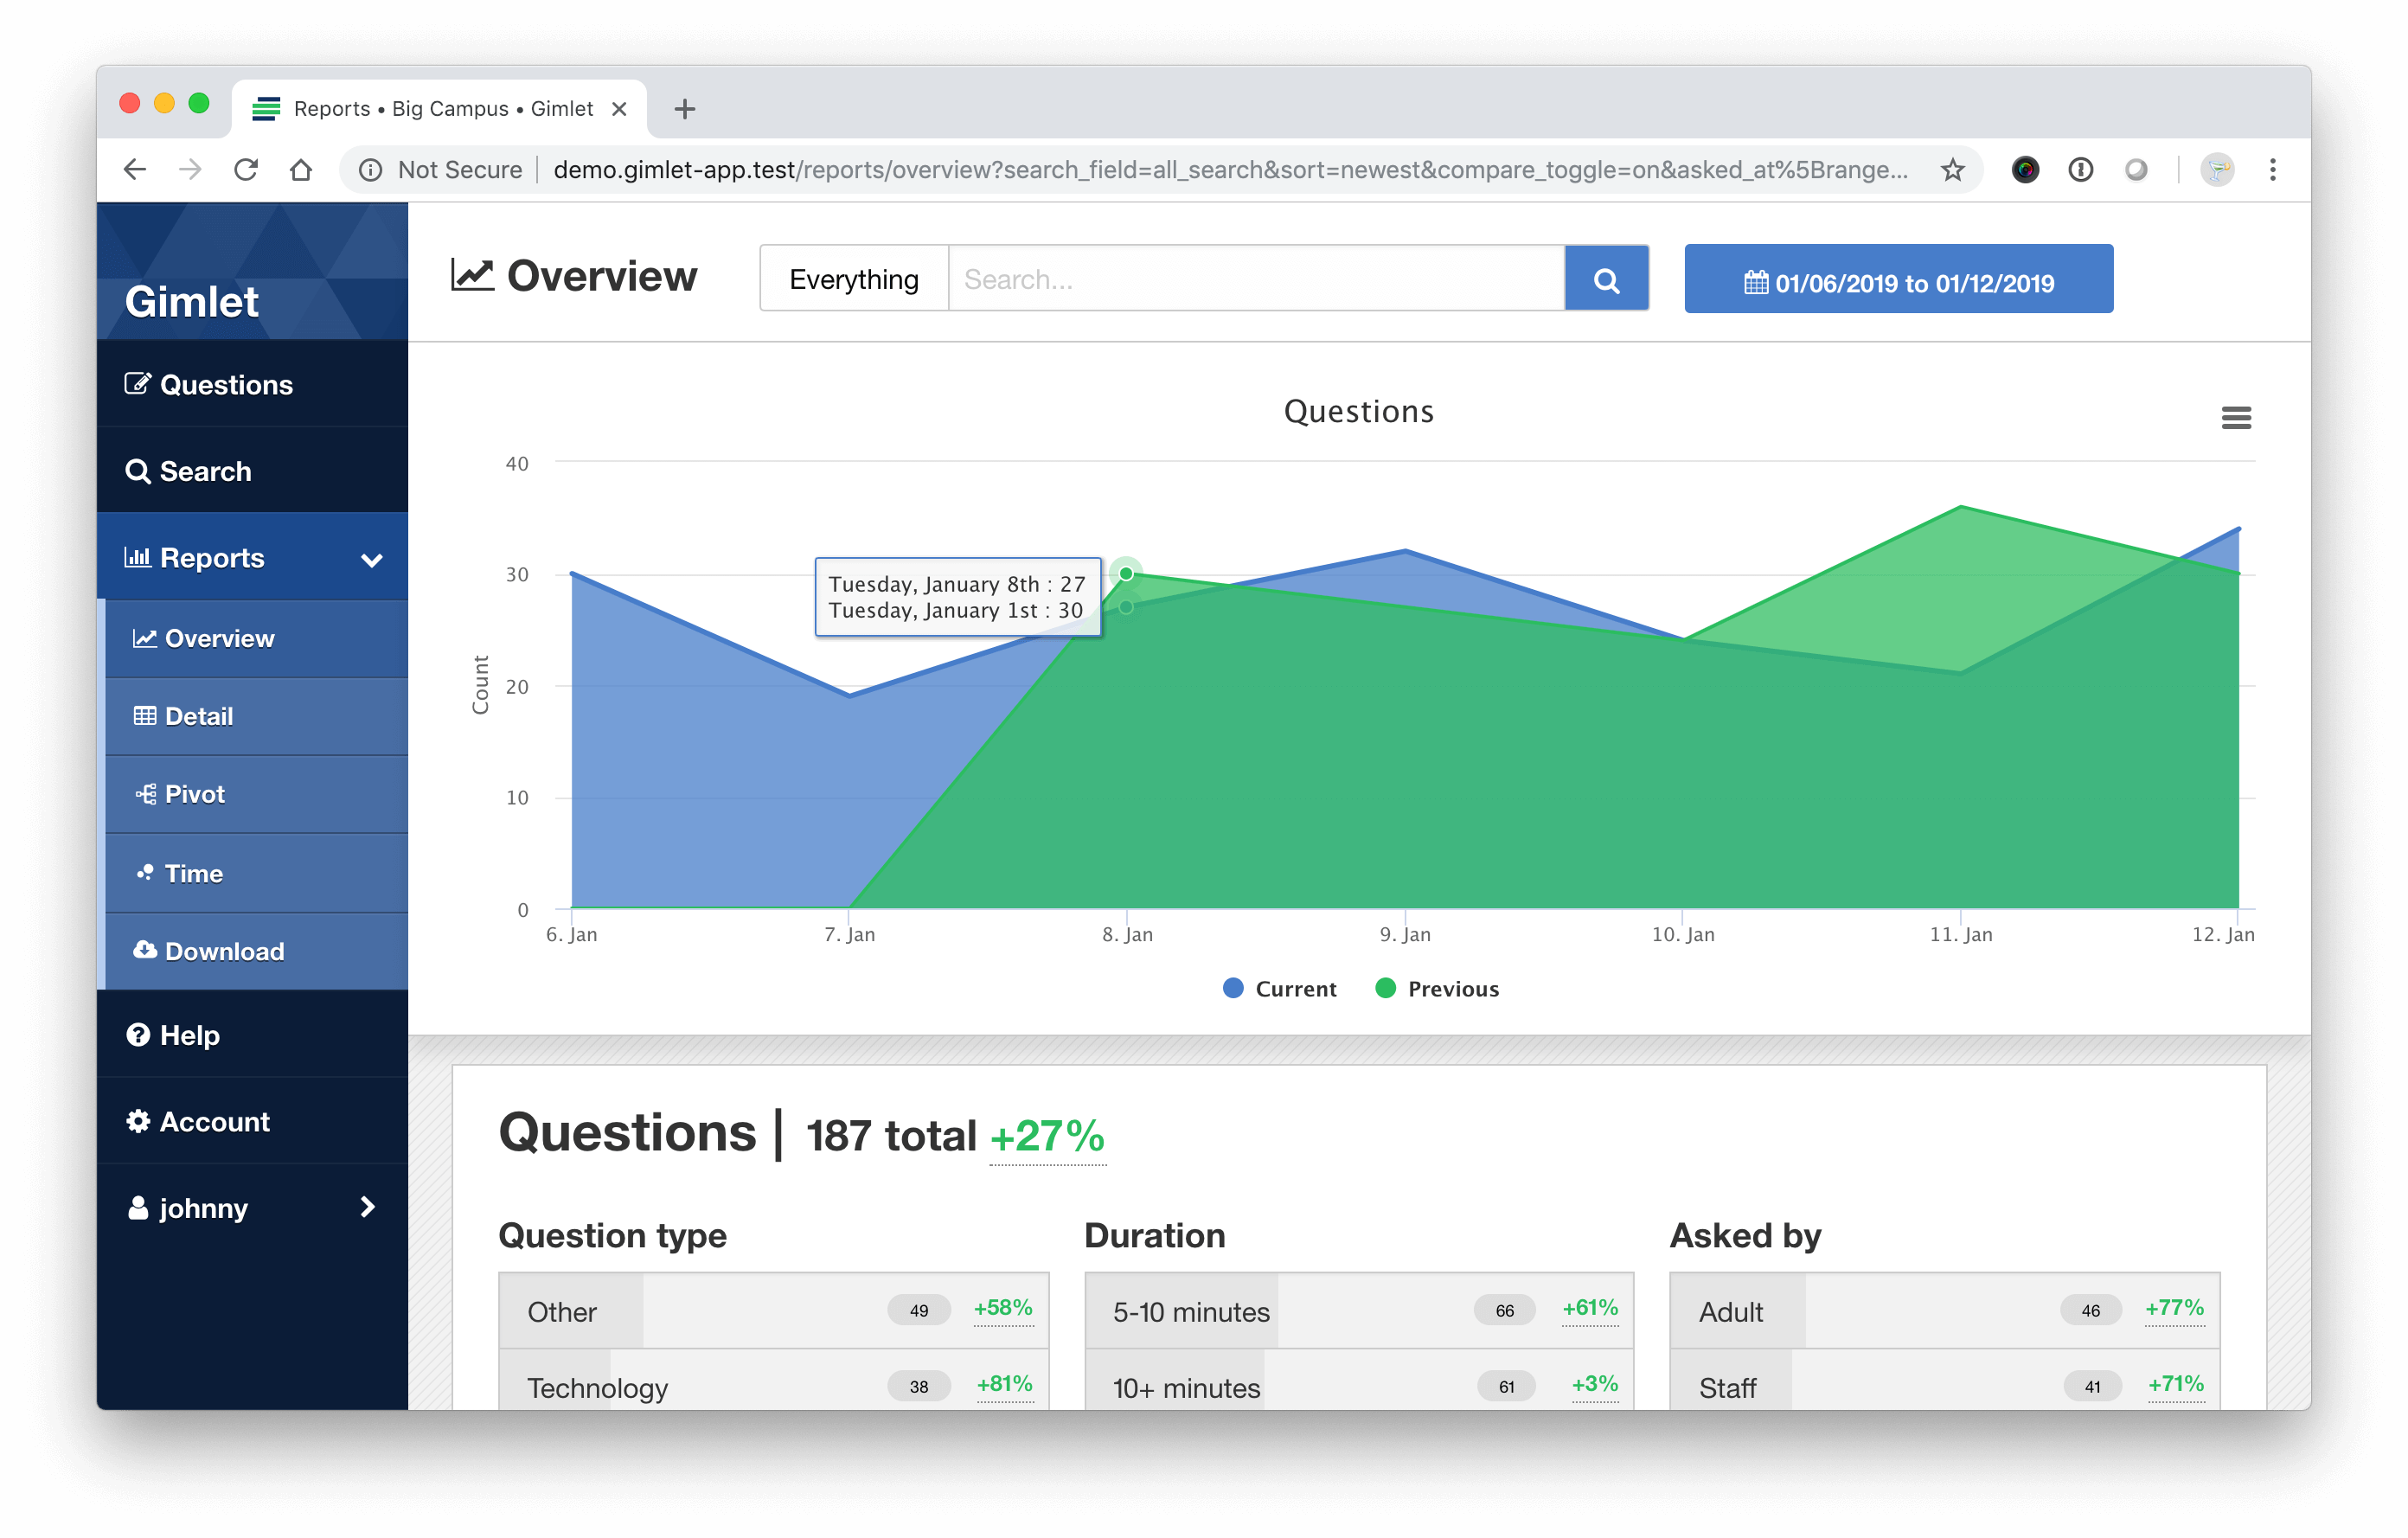 Reports • Big Campus • Gimlet
Not Secure
demo.gimlet-app.test/reports/overview?search_field=all_search&sort=newest&compare_toggle=on&asked_at%5Brange...
Gimlet
Questions
Search
Reports
Overview
Detail
Pivot
Time
Download
Help
Account
johnny
Overview
Everything
Search...
01/06/2019 to 01/12/2019
Questions
Count
40
30
20
10
0
Tuesday, January 8th : 27
Tuesday, January 1st : 30
6. Jan 7. Jan 8. Jan 9. Jan 10. Jan 11. Jan 12. Jan
Current Previous
Questions | 187 total +27%
Question type
Other 49 +58%
Technology 38 +81%
Duration
5-10 minutes 66 +61%
10+ minutes 61 +3%
Asked by
Adult 46 +77%
Staff 41 +71%